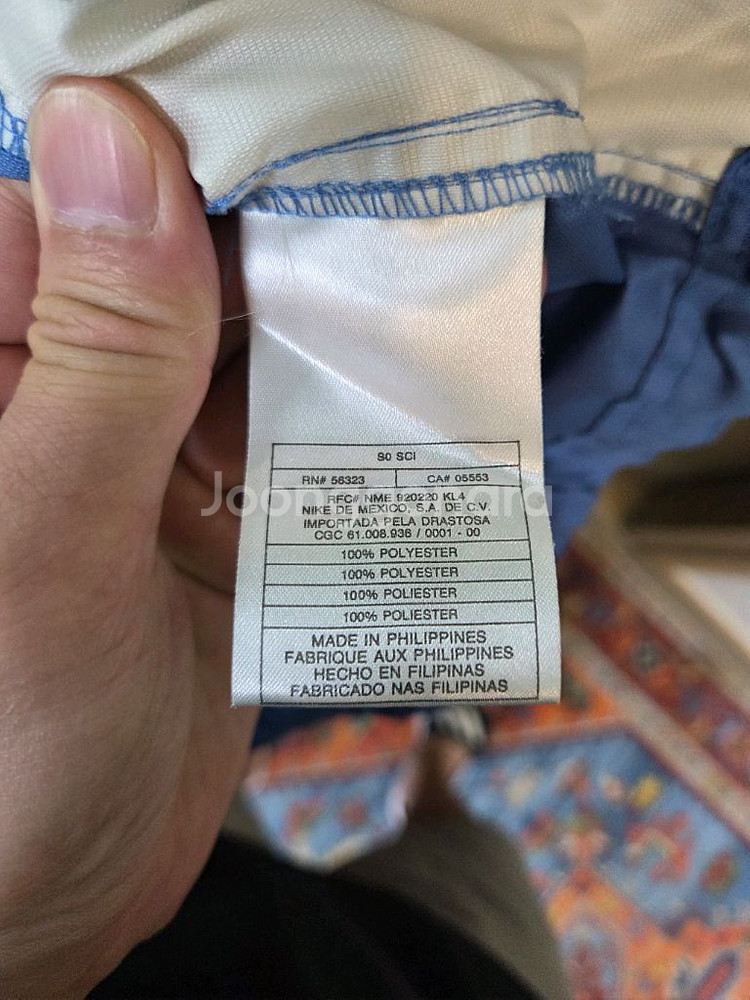 S0 SCI
RN# 56323 CA# 05553
RFC# NME 920220 KL4
NIKE DE MEXICO, S.A. DE C.V.
IMPORTADA PELA DRASTOSA
CGC 61.008.936 / 0001 - 00
100% POLYESTER
100% POLYESTER
100% POLIESTER
100% POLIESTER
MADE IN PHILIPPINES
FABRIQUE AUX PHILIPPINES
HECHO EN FILIPINAS
FABRICADO NAS FILIPINAS